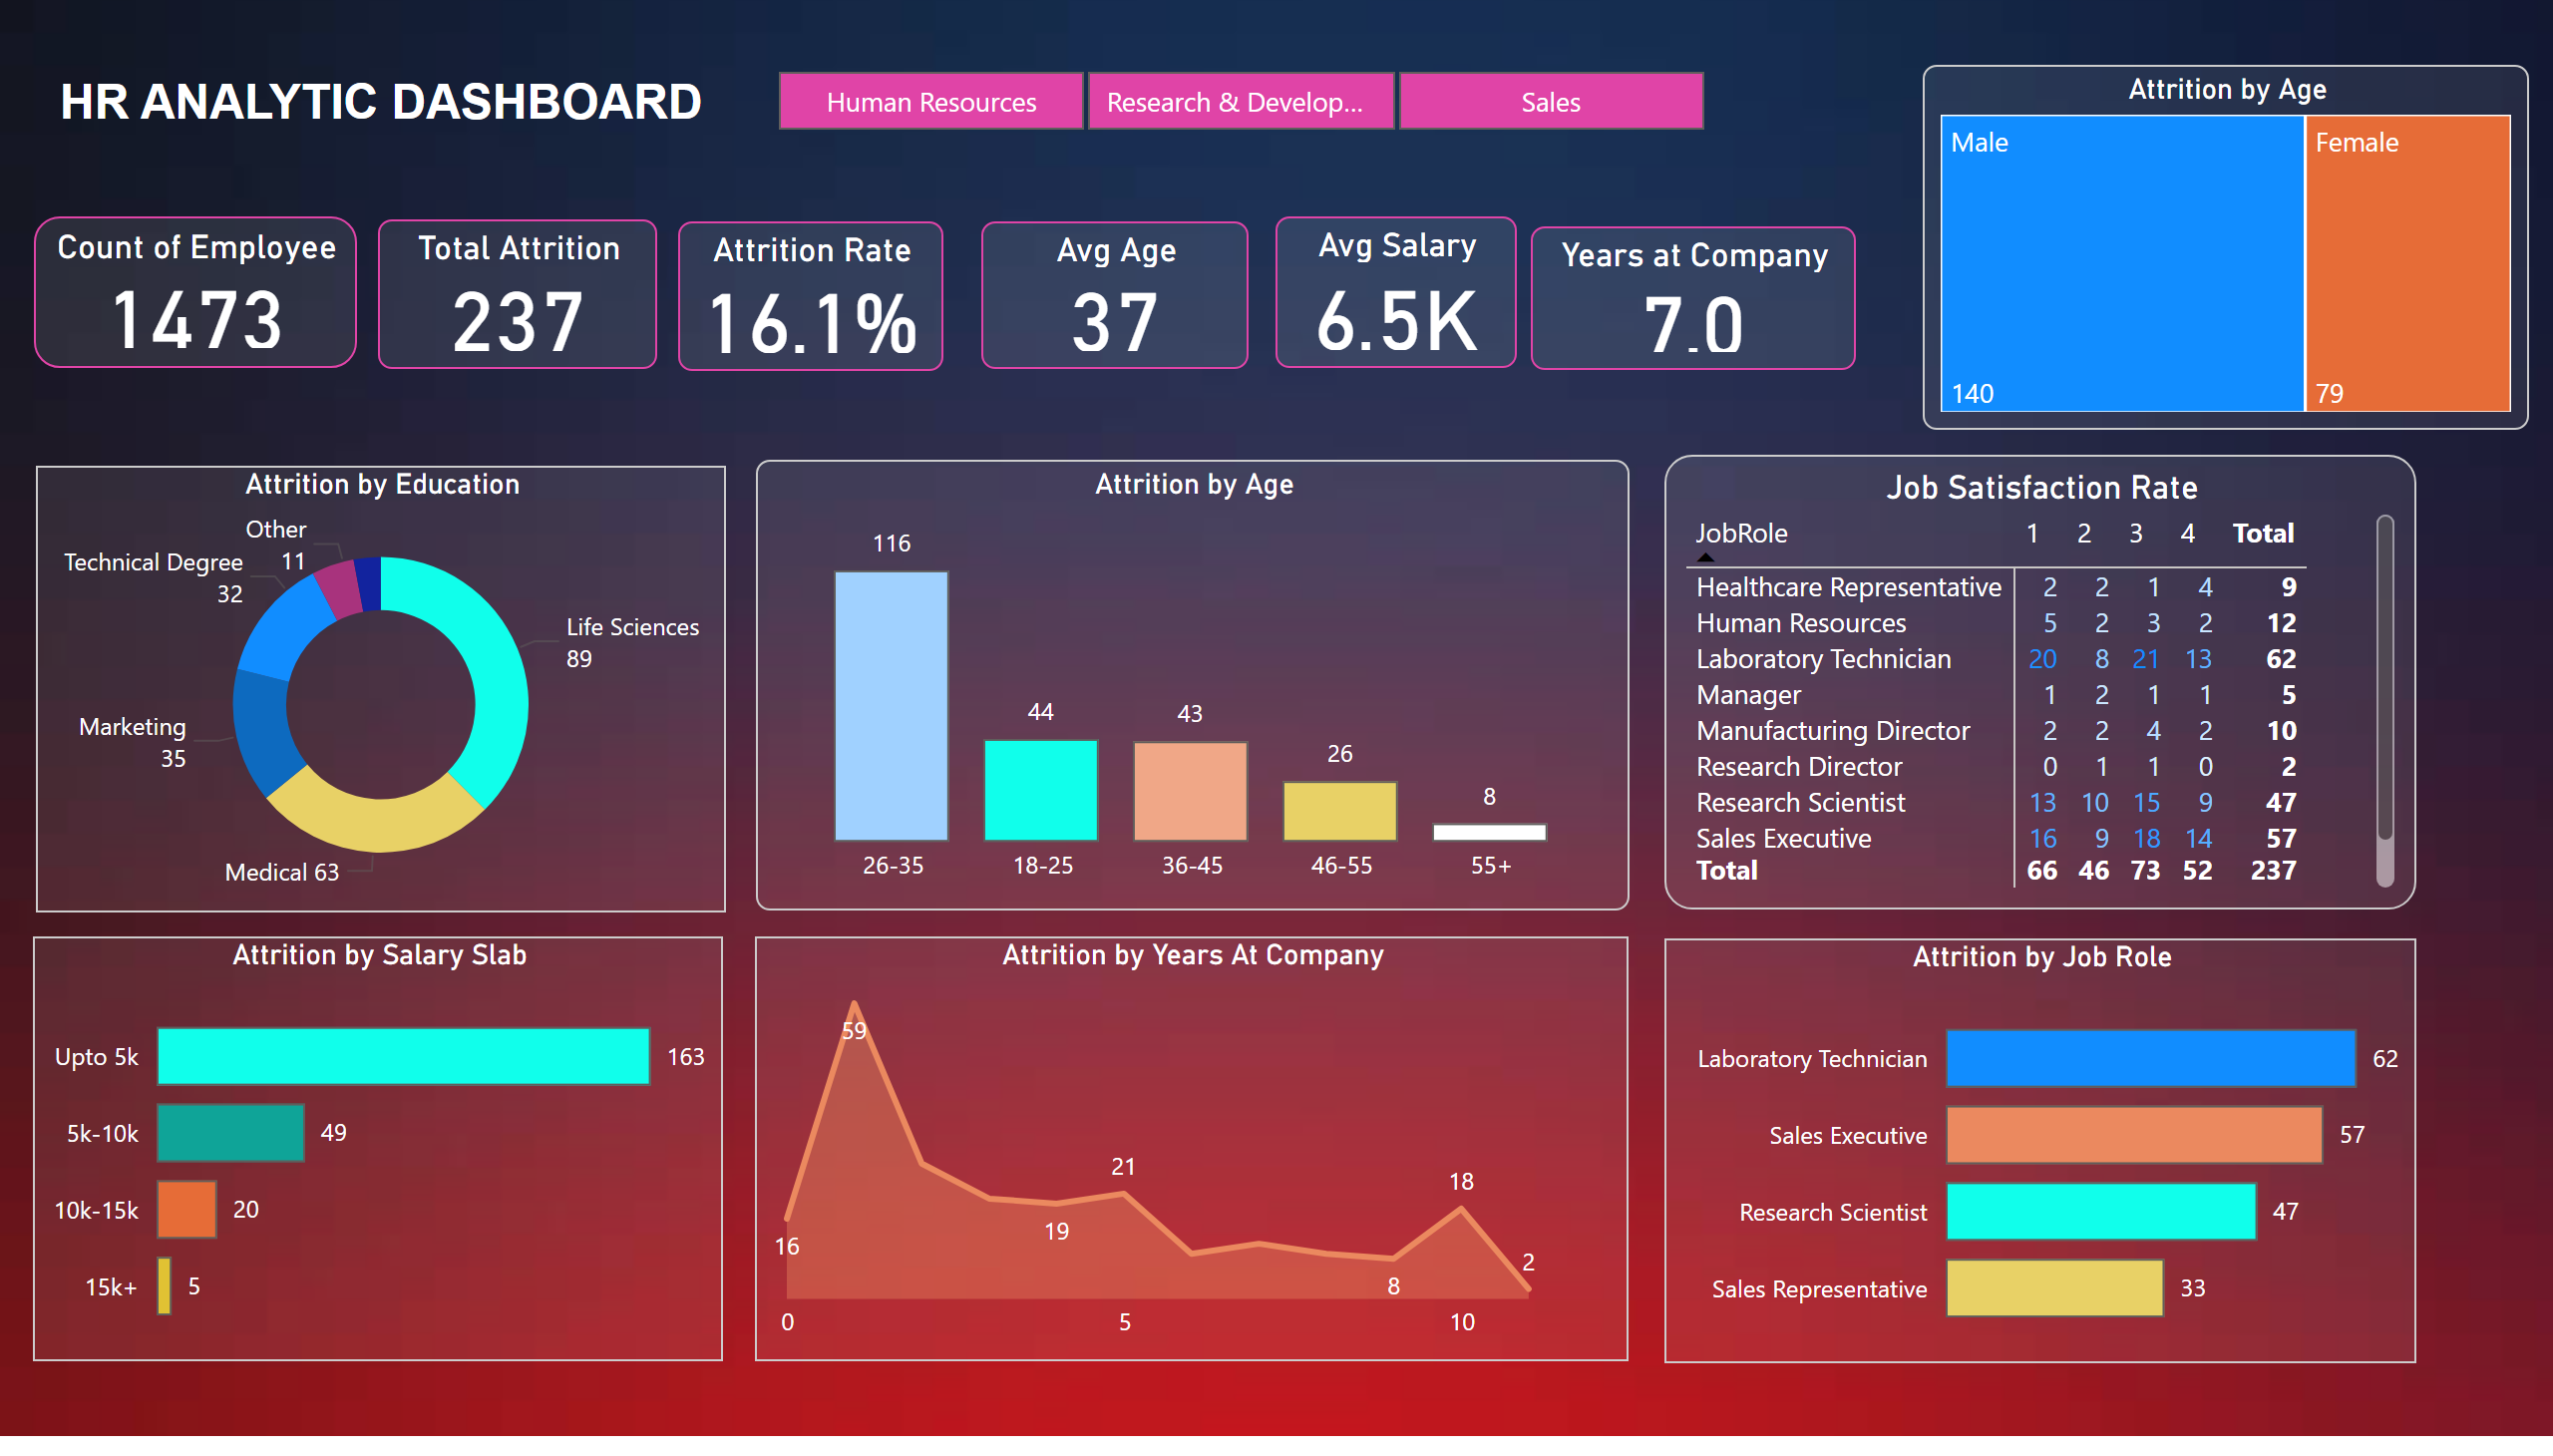 HR ANALYTIC DASHBOARD
Human Resources
Research & Develop...
Sales
Count of Employee
1473
Total Attrition
237
Attrition Rate
16.1%
Avg Age
37
Avg Salary
6.5K
Years at Company
7.0
Attrition by Age
Male
Female
140
79
Attrition by Education
Other
11
Technical Degree
32
Life Sciences
89
Marketing
35
Medical 63
Attrition by Age
116
44
43
26
8
26-35
18-25
36-45
46-55
55+
Job Satisfaction Rate
JobRole 1 2 3 4 Total
Healthcare Representative 2 2 1 4 9
Human Resources 5 2 3 2 12
Laboratory Technician 20 8 21 13 62
Manager 1 2 1 1 5
Manufacturing Director 2 2 4 2 10
Research Director 0 1 1 0 2
Research Scientist 13 10 15 9 47
Sales Executive 16 9 18 14 57
Total 66 46 73 52 237
Attrition by Salary Slab
Upto 5k 163
5k-10k 49
10k-15k 20
15k+ 5
Attrition by Years At Company
59
21
18
16
19
8
2
0 5 10
Attrition by Job Role
Laboratory Technician 62
Sales Executive 57
Research Scientist 47
Sales Representative 33